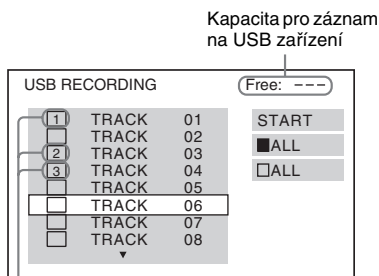 Kapacita pro záznam
na USB zařízení
USB RECORDING
Free: ---
1 TRACK 01
TRACK 02
2 TRACK 03
3 TRACK 04
TRACK 05
TRACK 06
TRACK 07
TRACK 08
START
ALL
ALL